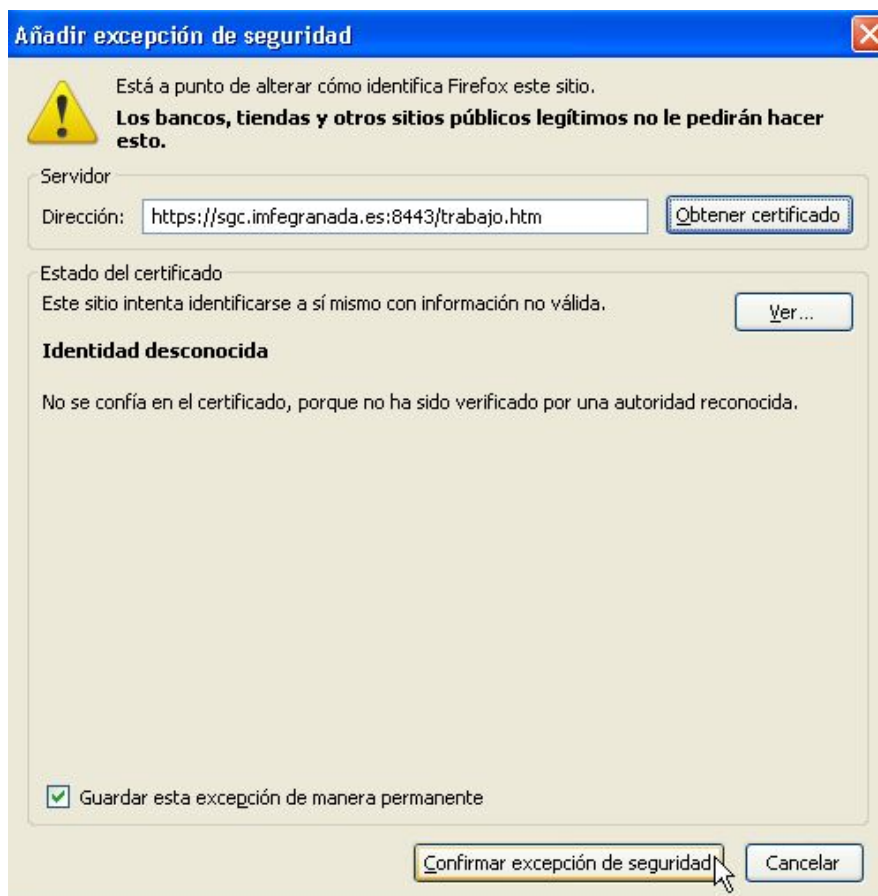 Añadir excepción de seguridad
Está a punto de alterar cómo identifica Firefox este sitio.
Los bancos, tiendas y otros sitios públicos legítimos no le pedirán hacer
esto.
Servidor
Dirección: https://sgc.imfegranada.es:8443/trabajo.htm Obtener certificado
Estado del certificado
Este sitio intenta identificarse a sí mismo con información no válida.
Ver...
Identidad desconocida
No se confía en el certificado, porque no ha sido verificado por una autoridad reconocida.
Guardar esta excepción de manera permanente
Confirmar excepción de seguridad Cancelar